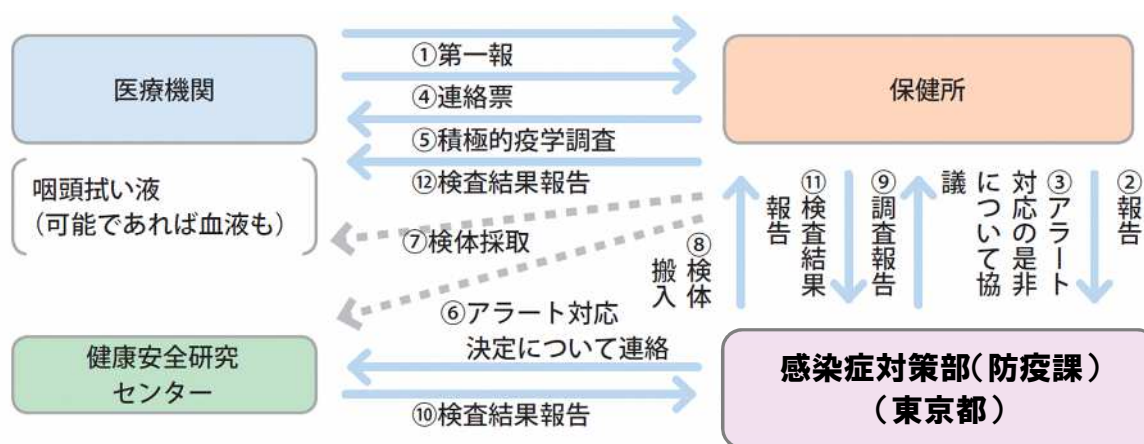 医療機関
①第一報
④連絡票
⑤積極的疫学調査
⑫検査結果報告
保健所
咽頭拭い液
(可能であれば血液も)
⑦検体採取
⑧検体
搬入
⑪検査結果
報告
⑨調査報告
③アラート
対応の是非
について協
議
②報告
⑥アラート対応
決定について連絡
⑩検査結果報告
健康安全研究
センター
感染症対策部(防疫課)
(東京都)